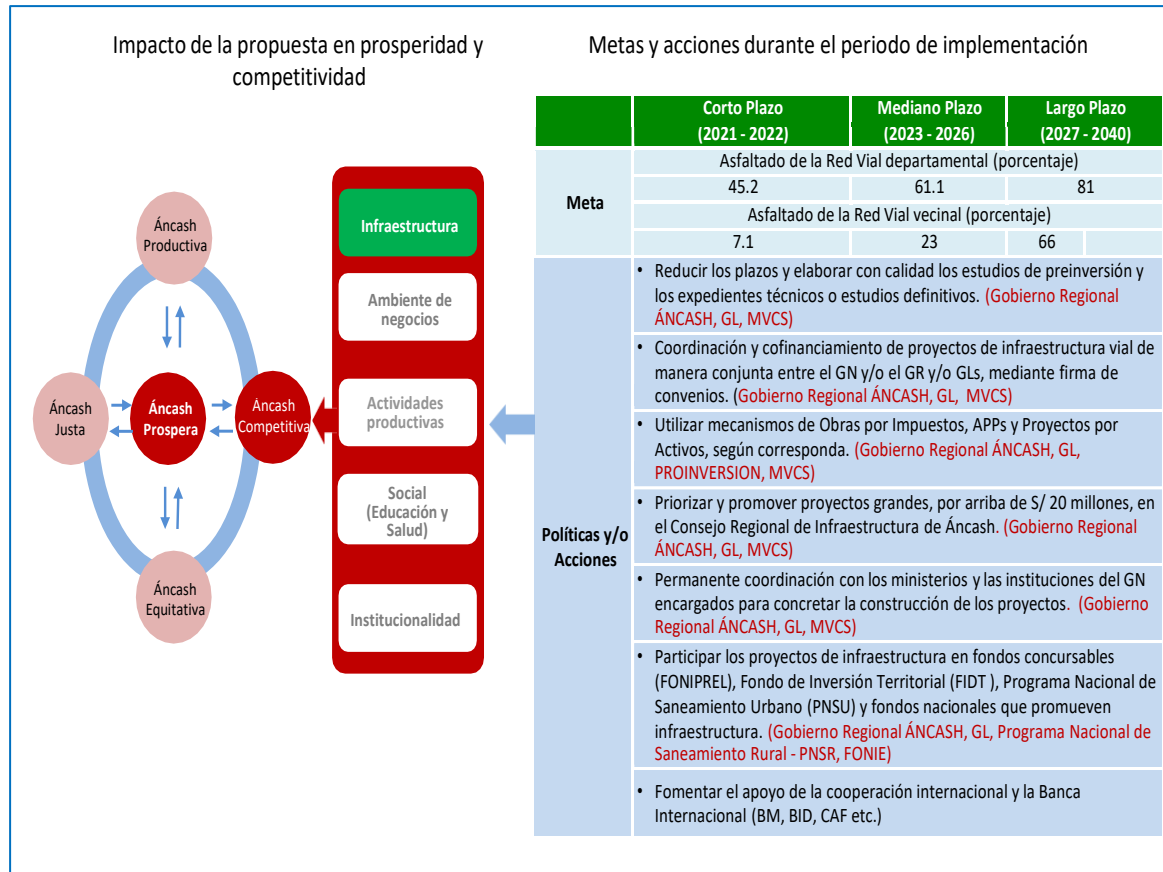 Impacto de la propuesta en prosperidad y
competitividad
Áncash
Productiva
Áncash
Justa
Áncash
Prospera
Áncash
Competitiva
Áncash
Equitativa
Infraestructura
Ambiente de
negocios
Actividades
productivas
Social
(Educación y
Salud)
Institucionalidad
Metas y acciones durante el periodo de implementación
Corto Plazo
(2021 - 2022)
Mediano Plazo
(2023 - 2026)
Largo Plazo
(2027 - 2040)
Meta
Asfaltado de la Red Vial departamental (porcentaje)
45.2 61.1 81
Asfaltado de la Red Vial vecinal (porcentaje)
7.1 23 66
Políticas y/o
Acciones
• Reducir los plazos y elaborar con calidad los estudios de preinversión y
los expedientes técnicos o estudios definitivos. (Gobierno Regional
ÁNCASH, GL, MVCS)
• Coordinación y cofinanciamiento de proyectos de infraestructura vial de
manera conjunta entre el GN y/o el GR y/o GLs, mediante firma de
convenios. (Gobierno Regional ÁNCASH, GL, MVCS)
• Utilizar mecanismos de Obras por Impuestos, APPs y Proyectos por
Activos, según corresponda. (Gobierno Regional ÁNCASH, GL,
PROINVERSION, MVCS)
• Priorizar y promover proyectos grandes, por arriba de S/ 20 millones, en
el Consejo Regional de Infraestructura de Áncash. (Gobierno Regional
ÁNCASH, GL, MVCS)
• Permanente coordinación con los ministerios y las instituciones del GN
encargados para concretar la construcción de los proyectos. (Gobierno
Regional ÁNCASH, GL, MVCS)
• Participar los proyectos de infraestructura en fondos concursables
(FONIPREL), Fondo de Inversión Territorial (FIDT ), Programa Nacional de
Saneamiento Urbano (PNSU) y fondos nacionales que promueven
infraestructura. (Gobierno Regional ÁNCASH, GL, Programa Nacional de
Saneamiento Rural - PNSR, FONIE)
• Fomentar el apoyo de la cooperación internacional y la Banca
Internacional (BM, BID, CAF etc.)